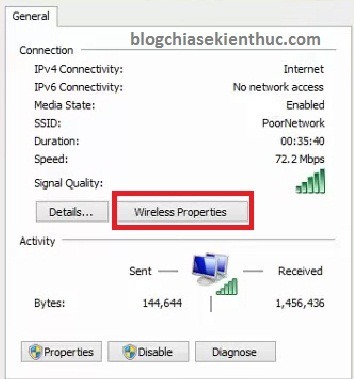 General
blogchiasekienthuc.com
Connection
IPv4 Connectivity: Internet
IPv6 Connectivity: No network access
Media State: Enabled
SSID: PoorNetwork
Duration: 00:35:40
Speed: 72.2 Mbps
Signal Quality:
Details... Wireless Properties
Activity
Sent — Received
Bytes: 144,644 | 1,456,436
Properties Disable Diagnose